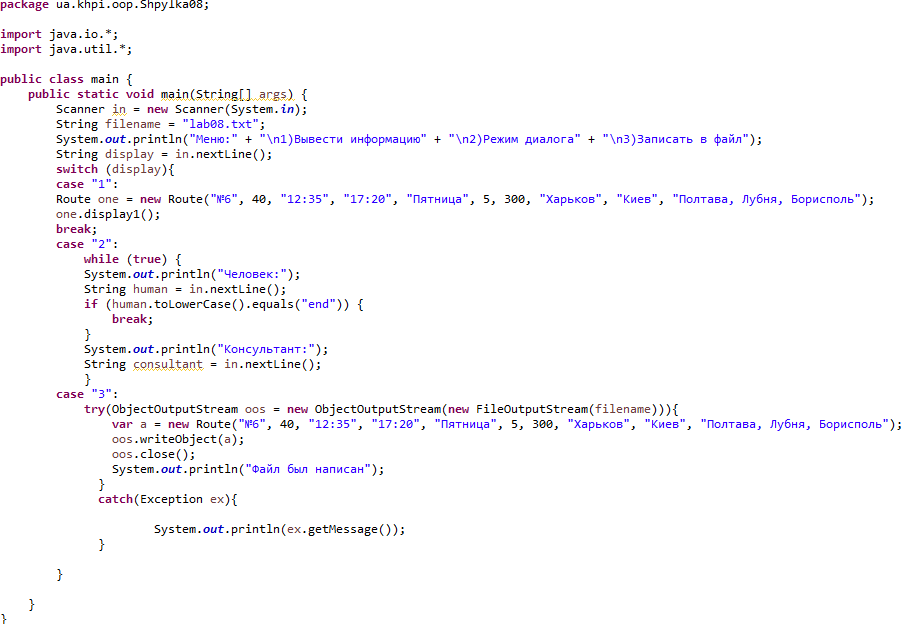 package ua.khpi.oop.Shpylka08;
import java.io.*;
import java.util.*;
public class main {
public static void main(String[] args) {
Scanner in = new Scanner(System.in);
String filename = "lab08.txt";
System.out.println("Меню:" + "\n1)Вывести информацию" + "\n2)Режим диалога" + "\n3)Записать в файл");
String display = in.nextLine();
switch (display){
case "1":
Route one = new Route("№6", 40, "12:35", "17:20", "Пятница", 5, 300, "Харьков", "Киев", "Полтава, Лубня, Борисполь");
one.display1();
break;
case "2":
while (true) {
System.out.println("Человек:");
String human = in.nextLine();
if (human.toLowerCase().equals("end")) {
break;
}
System.out.println("Консультант:");
String consultant = in.nextLine();
}
case "3":
try(ObjectOutputStream oos = new ObjectOutputStream(new FileOutputStream(filename))){
var a = new Route("№6", 40, "12:35", "17:20", "Пятница", 5, 300, "Харьков", "Киев", "Полтава, Лубня, Борисполь");
oos.writeObject(a);
oos.close();
System.out.println("Файл был написан");
}
catch(Exception ex){
System.out.println(ex.getMessage());
}
}
}
}